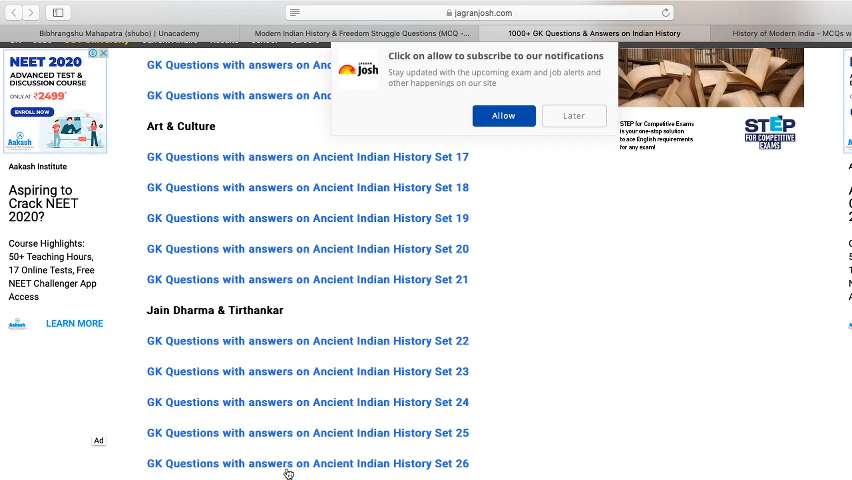 jagranjosh.com
Bibhrangshu Mahapatra (shubo) | Unacademy
Modern Indian History & Freedom Struggle Questions (MCQ -...
1000+ GK Questions & Answers on Indian History
History of Modern India - MCQs w
NEET 2020
ADVANCED TEST &
DISCUSSION COURSE
ONLY AT ₹2499*
ENROLL NOW
Aakash
Aakash Institute
Aspiring to
Crack NEET
2020?
Course Highlights:
50+ Teaching Hours,
17 Online Tests, Free
NEET Challenger App
Access
LEARN MORE
Ad
GK Questions with answers on An
GK Questions with answers on An
Art & Culture
GK Questions with answers on Ancient Indian History Set 17
GK Questions with answers on Ancient Indian History Set 18
GK Questions with answers on Ancient Indian History Set 19
GK Questions with answers on Ancient Indian History Set 20
GK Questions with answers on Ancient Indian History Set 21
Jain Dharma & Tirthankar
GK Questions with answers on Ancient Indian History Set 22
GK Questions with answers on Ancient Indian History Set 23
GK Questions with answers on Ancient Indian History Set 24
GK Questions with answers on Ancient Indian History Set 25
GK Questions with answers on Ancient Indian History Set 26
JAGRAN
josh
Click on allow to subscribe to our notifications
Stay updated with the upcoming exam and job alerts and
other happenings on our site
Allow
Later
STEP for Competitive Exams
is your one-stop solution
to ace English requirements
for any exam!
STEP
FOR COMPETITIVE EXAMS